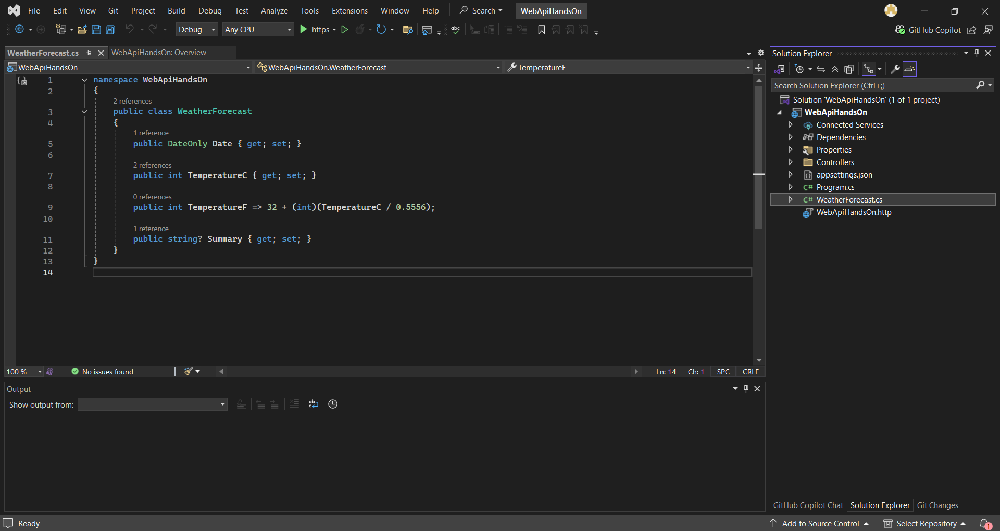 File Edit View Git Project Build Debug Test Analyze Tools Extensions Window Help Search WebApiHandsOn
Debug Any CPU https GitHub Copilot
WeatherForecast.cs WebApiHandsOn: Overview
WebApiHandsOn WebApiHandsOn.WeatherForecast TemperatureF
1 namespace WebApiHandsOn
2 {
2 references
3 public class WeatherForecast
4 {
1 reference
5 public DateOnly Date { get; set; }
6
2 references
7 public int TemperatureC { get; set; }
8
0 references
9 public int TemperatureF => 32 + (int)(TemperatureC / 0.5556);
10
1 reference
11 public string? Summary { get; set; }
12 }
13 }
14
100 % No issues found Ln: 14 Ch: 1 SPC CRLF
Output
Show output from:
Solution Explorer
Search Solution Explorer (Ctrl+;)
Solution 'WebApiHandsOn' (1 of 1 project)
WebApiHandsOn
Connected Services
Dependencies
Properties
Controllers
appsettings.json
C# Program.cs
C# WeatherForecast.cs
WebApiHandsOn.http
GitHub Copilot Chat Solution Explorer Git Changes
Ready Add to Source Control Select Repository 1